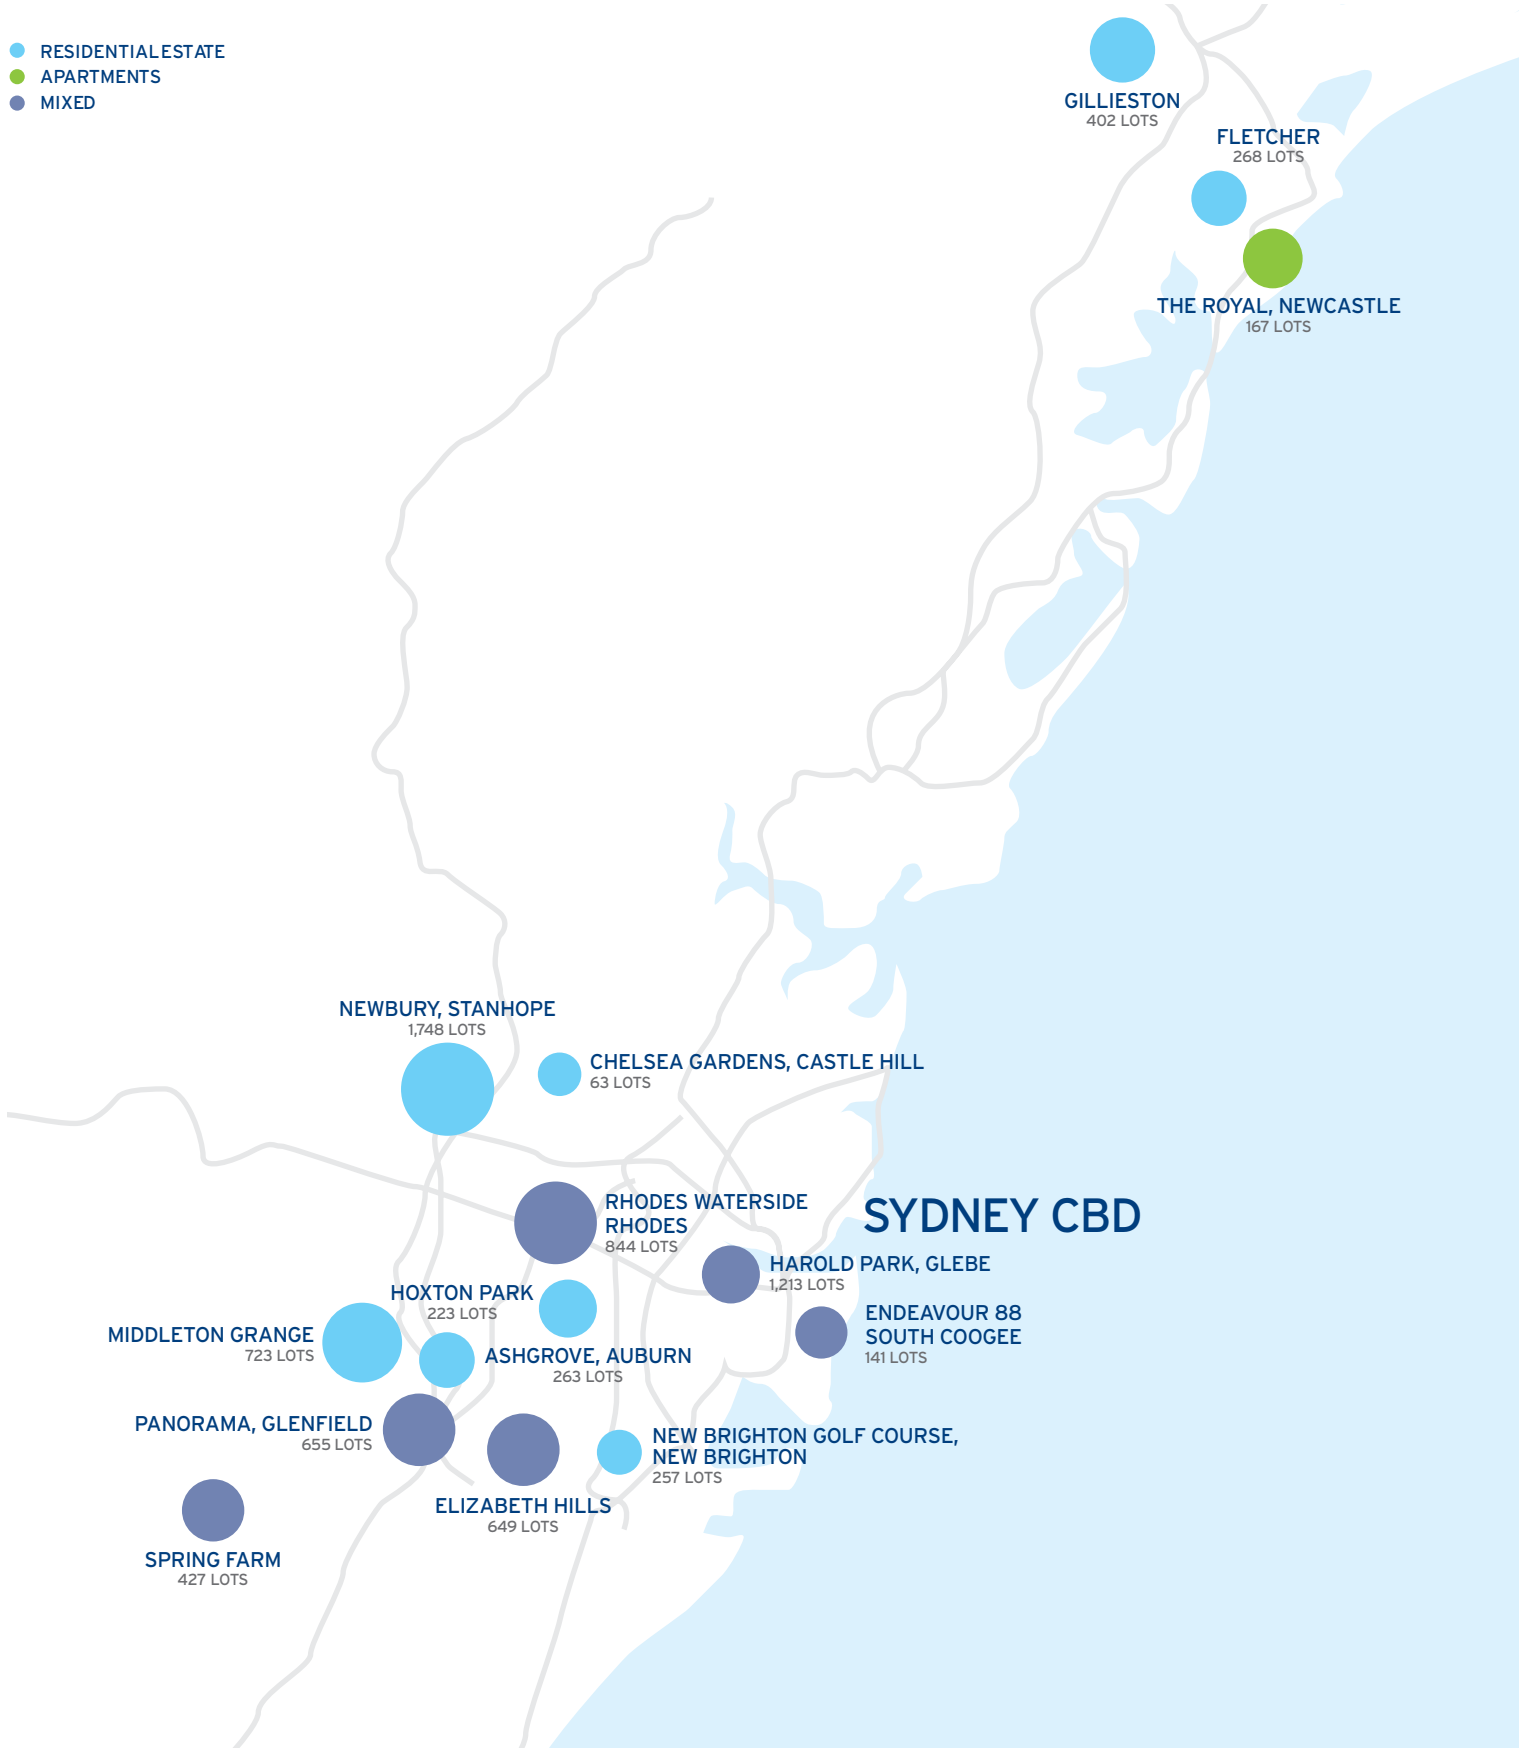 RESIDENTIAL ESTATE
APARTMENTS
MIXED
GILLIESTON
402 LOTS
FLETCHER
268 LOTS
THE ROYAL, NEWCASTLE
167 LOTS
NEWBURY, STANHOPE
1,748 LOTS
CHELSEA GARDENS, CASTLE HILL
63 LOTS
RHODES WATERSIDE
RHODES
844 LOTS
SYDNEY CBD
HAROLD PARK, GLEBE
1,213 LOTS
HOXTON PARK
223 LOTS
ENDEAVOUR 88
SOUTH COOGEE
141 LOTS
MIDDLETON GRANGE
723 LOTS
ASHGROVE, AUBURN
263 LOTS
PANORAMA, GLENFIELD
655 LOTS
NEW BRIGHTON GOLF COURSE,
NEW BRIGHTON
257 LOTS
ELIZABETH HILLS
649 LOTS
SPRING FARM
427 LOTS